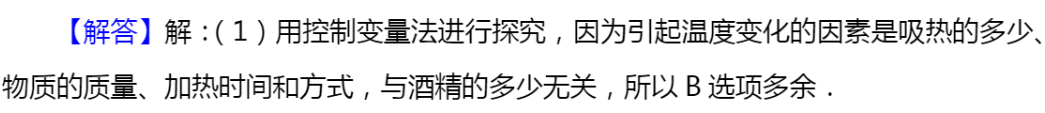 【解答】解：(1）用控制变量法进行探究，因为引起温度变化的因素是吸热的多少、
物质的质量、加热时间和方式，与酒精的多少无关，所以 B 选项多余．